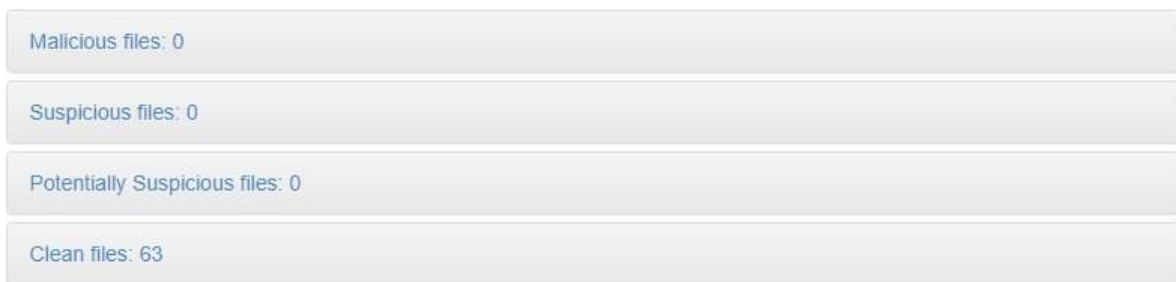 Malicious files: 0
Suspicious files: 0
Potentially Suspicious files: 0
Clean files: 63